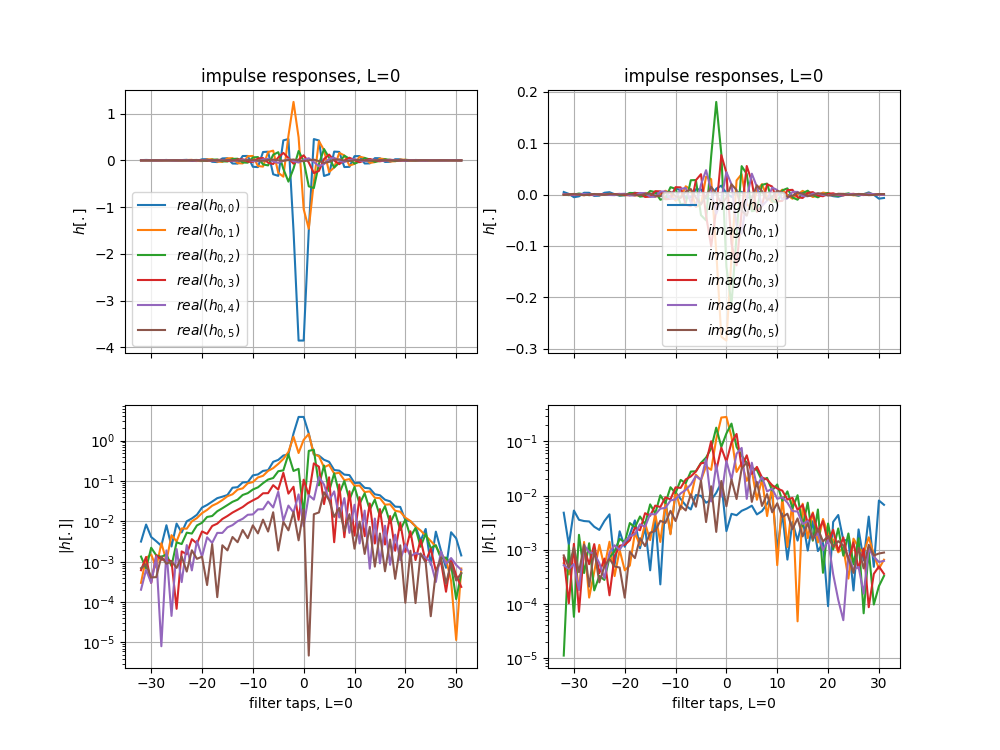 impulse responses, L=0
1
0
−1
−2
−3
−4
h[.]
real(h0,0)
real(h0,1)
real(h0,2)
real(h0,3)
real(h0,4)
real(h0,5)
impulse responses, L=0
0.2
0.1
0.0
−0.1
−0.2
−0.3
h[.]
imag(h0,0)
imag(h0,1)
imag(h0,2)
imag(h0,3)
imag(h0,4)
imag(h0,5)
10^0
10^−1
10^−2
10^−3
10^−4
10^−5
|h[.]|
−30 −20 −10 0 10 20 30
filter taps, L=0
10^−1
10^−2
10^−3
10^−4
10^−5
|h[.]|
−30 −20 −10 0 10 20 30
filter taps, L=0